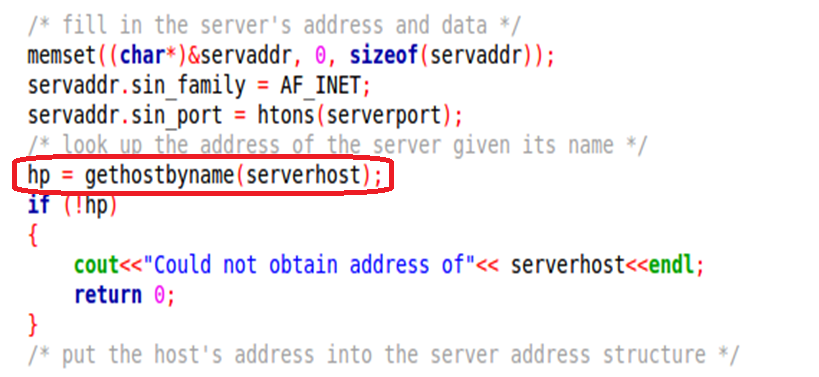 /* fill in the server's address and data */
memset((char*)&servaddr, 0, sizeof(servaddr));
servaddr.sin_family = AF_INET;
servaddr.sin_port = htons(serverport);
/* look up the address of the server given its name */
hp = gethostbyname(serverhost);
if (!hp)
{
cout<<"Could not obtain address of"<< serverhost<<endl;
return 0;
}
/* put the host's address into the server address structure */